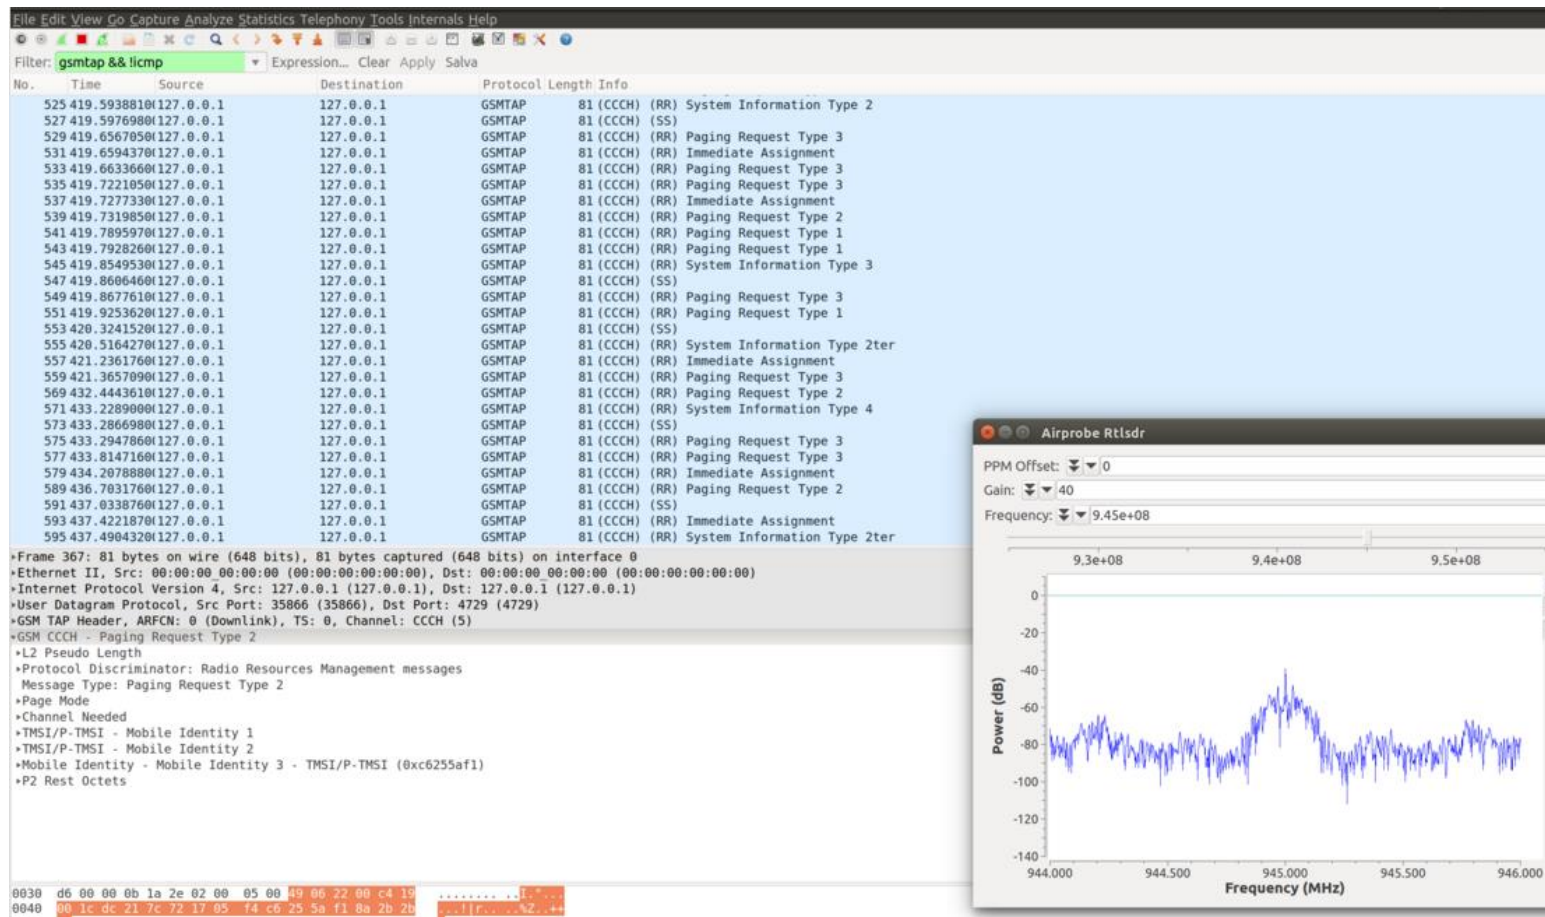 File Edit View Go Capture Analyze Statistics Telephony Tools Internals Help
Filter: gsmtap && !icmp Expression... Clear Apply Salva
No. Time Source Destination Protocol Length Info
525 419.5938810(127.0.0.1 127.0.0.1 GSMTAP 81 (CCCH) (RR) System Information Type 2
527 419.5976980(127.0.0.1 127.0.0.1 GSMTAP 81 (CCCH) (SS)
529 419.6567050(127.0.0.1 127.0.0.1 GSMTAP 81 (CCCH) (RR) Paging Request Type 3
531 419.6594370(127.0.0.1 127.0.0.1 GSMTAP 81 (CCCH) (RR) Immediate Assignment
533 419.6633660(127.0.0.1 127.0.0.1 GSMTAP 81 (CCCH) (RR) Paging Request Type 3
535 419.7221050(127.0.0.1 127.0.0.1 GSMTAP 81 (CCCH) (RR) Paging Request Type 3
537 419.7277330(127.0.0.1 127.0.0.1 GSMTAP 81 (CCCH) (RR) Immediate Assignment
539 419.7319850(127.0.0.1 127.0.0.1 GSMTAP 81 (CCCH) (RR) Paging Request Type 2
541 419.7895970(127.0.0.1 127.0.0.1 GSMTAP 81 (CCCH) (RR) Paging Request Type 1
543 419.7928260(127.0.0.1 127.0.0.1 GSMTAP 81 (CCCH) (RR) Paging Request Type 1
545 419.8549530(127.0.0.1 127.0.0.1 GSMTAP 81 (CCCH) (RR) System Information Type 3
547 419.8606460(127.0.0.1 127.0.0.1 GSMTAP 81 (CCCH) (SS)
549 419.8677610(127.0.0.1 127.0.0.1 GSMTAP 81 (CCCH) (RR) Paging Request Type 3
551 419.9253620(127.0.0.1 127.0.0.1 GSMTAP 81 (CCCH) (RR) Paging Request Type 1
553 420.3241520(127.0.0.1 127.0.0.1 GSMTAP 81 (CCCH) (SS)
555 420.5164270(127.0.0.1 127.0.0.1 GSMTAP 81 (CCCH) (RR) System Information Type 2ter
557 421.2361760(127.0.0.1 127.0.0.1 GSMTAP 81 (CCCH) (RR) Immediate Assignment
559 421.3657090(127.0.0.1 127.0.0.1 GSMTAP 81 (CCCH) (RR) Paging Request Type 3
569 432.4443610(127.0.0.1 127.0.0.1 GSMTAP 81 (CCCH) (RR) Paging Request Type 2
571 433.2289000(127.0.0.1 127.0.0.1 GSMTAP 81 (CCCH) (RR) System Information Type 4
573 433.2866980(127.0.0.1 127.0.0.1 GSMTAP 81 (CCCH) (SS)
575 433.2947860(127.0.0.1 127.0.0.1 GSMTAP 81 (CCCH) (RR) Paging Request Type 3
577 433.8147160(127.0.0.1 127.0.0.1 GSMTAP 81 (CCCH) (RR) Paging Request Type 3
579 434.2078880(127.0.0.1 127.0.0.1 GSMTAP 81 (CCCH) (RR) Immediate Assignment
589 436.7031760(127.0.0.1 127.0.0.1 GSMTAP 81 (CCCH) (RR) Paging Request Type 2
591 437.0338760(127.0.0.1 127.0.0.1 GSMTAP 81 (CCCH) (SS)
593 437.4221870(127.0.0.1 127.0.0.1 GSMTAP 81 (CCCH) (RR) Immediate Assignment
595 437.4904320(127.0.0.1 127.0.0.1 GSMTAP 81 (CCCH) (RR) System Information Type 2ter
Frame 367: 81 bytes on wire (648 bits), 81 bytes captured (648 bits) on interface 0
Ethernet II, Src: 00:00:00_00:00:00 (00:00:00:00:00:00), Dst: 00:00:00_00:00:00 (00:00:00:00:00:00)
Internet Protocol Version 4, Src: 127.0.0.1 (127.0.0.1), Dst: 127.0.0.1 (127.0.0.1)
User Datagram Protocol, Src Port: 35866 (35866), Dst Port: 4729 (4729)
GSM TAP Header, ARFCN: 0 (Downlink), TS: 0, Channel: CCCH (5)
GSM CCCH - Paging Request Type 2
L2 Pseudo Length
Protocol Discriminator: Radio Resources Management messages
Message Type: Paging Request Type 2
Page Mode
Channel Needed
TMSI/P-TMSI - Mobile Identity 1
TMSI/P-TMSI - Mobile Identity 2
Mobile Identity - Mobile Identity 3 - TMSI/P-TMSI (0xc6255af1)
P2 Rest Octets
0030 d6 00 00 0b 1a 2e 02 00 05 00 49 06 22 00 c4 19 ........ ..I."...
0040 00 1c dc 21 7c 72 17 05 f4 c6 25 5a f1 8a 2b 2b ...!|r.. ..%Z..++
Airprobe Rtlsdr
PPM Offset: 0
Gain: 40
Frequency: 9.45e+08
9.3e+08 9.4e+08 9.5e+08
Power (dB)
0
-20
-40
-60
-80
-100
-120
-140
944.000 944.500 945.000 945.500 946.000
Frequency (MHz)